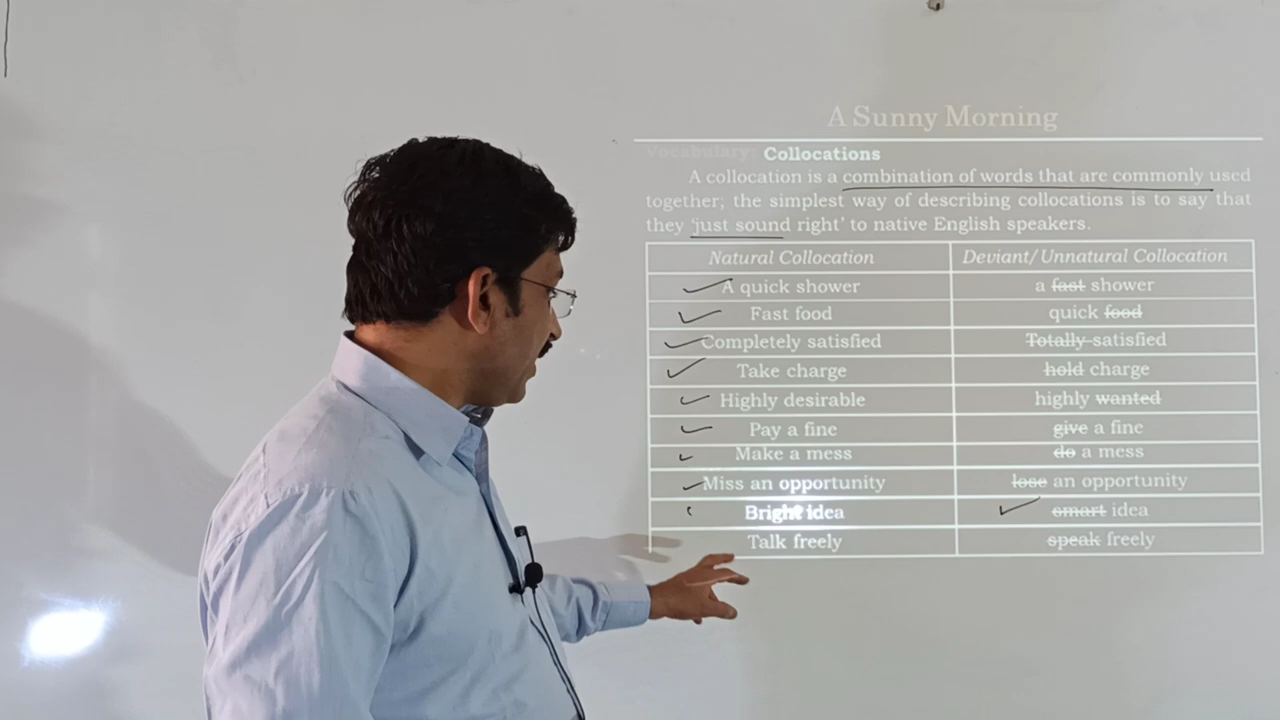 A Sunny Morning
Vocabulary: Collocations
A collocation is a combination of words that are commonly used
together; the simplest way of describing collocations is to say that
they 'just sound right' to native English speakers.
Natural Collocation Deviant/Unnatural Collocation
A quick shower a fast shower
Fast food quick food
Completely satisfied Totally satisfied
Take charge hold charge
Highly desirable highly wanted
Pay a fine give a fine
Make a mess do a mess
Miss an opportunity lose an opportunity
Bright idea smart idea
Talk freely speak freely